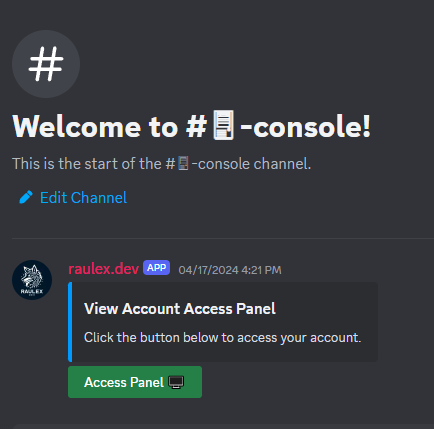 #
Welcome to #🧾-console!
This is the start of the #🧾-console channel.
Edit Channel
raulex.dev APP 04/17/2024 4:21 PM
RAULEX
View Account Access Panel
Click the button below to access your account.
Access Panel 🖥️